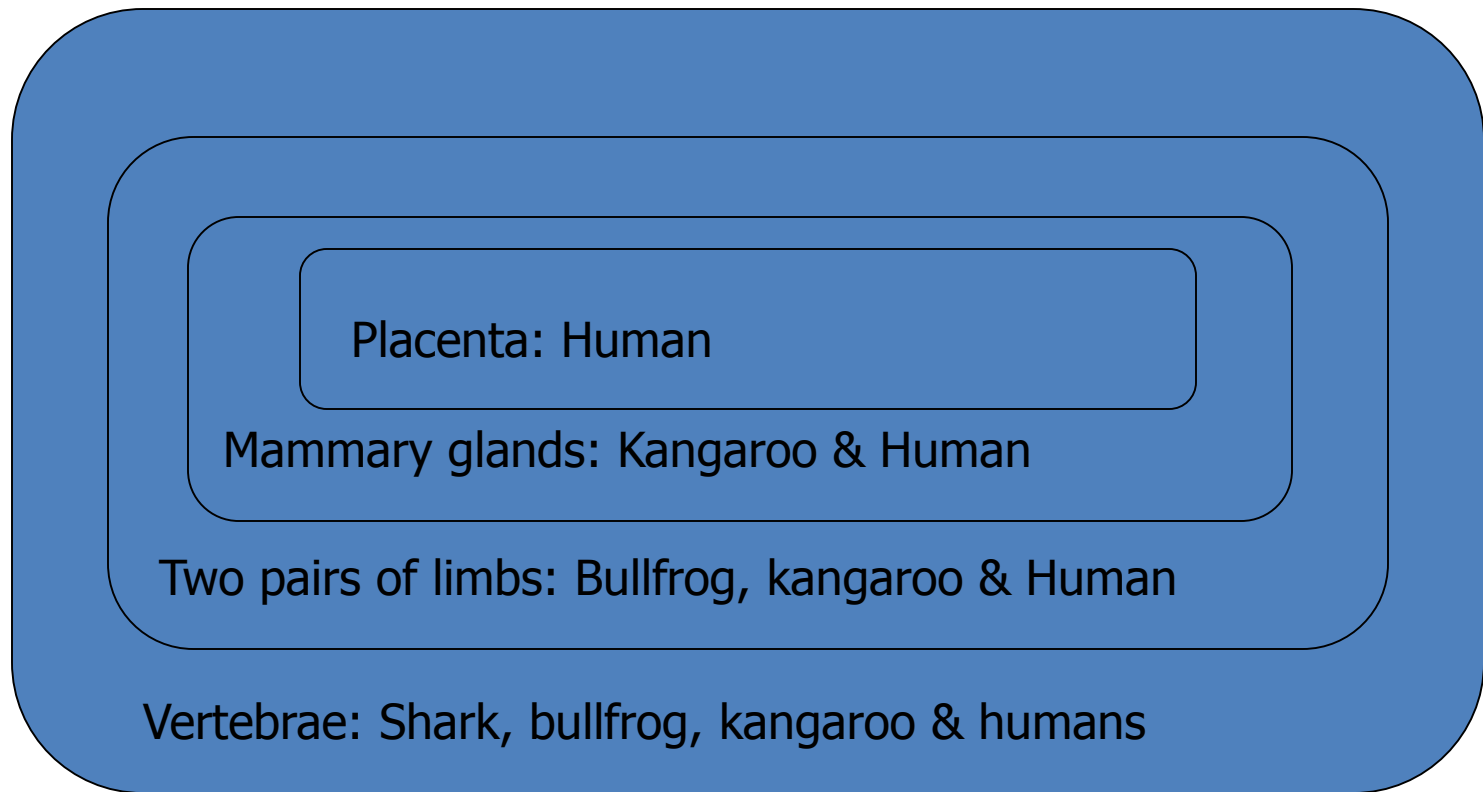 Placenta: Human
Mammary glands: Kangaroo & Human
Two pairs of limbs: Bullfrog, kangaroo & Human
Vertebrae: Shark, bullfrog, kangaroo & humans